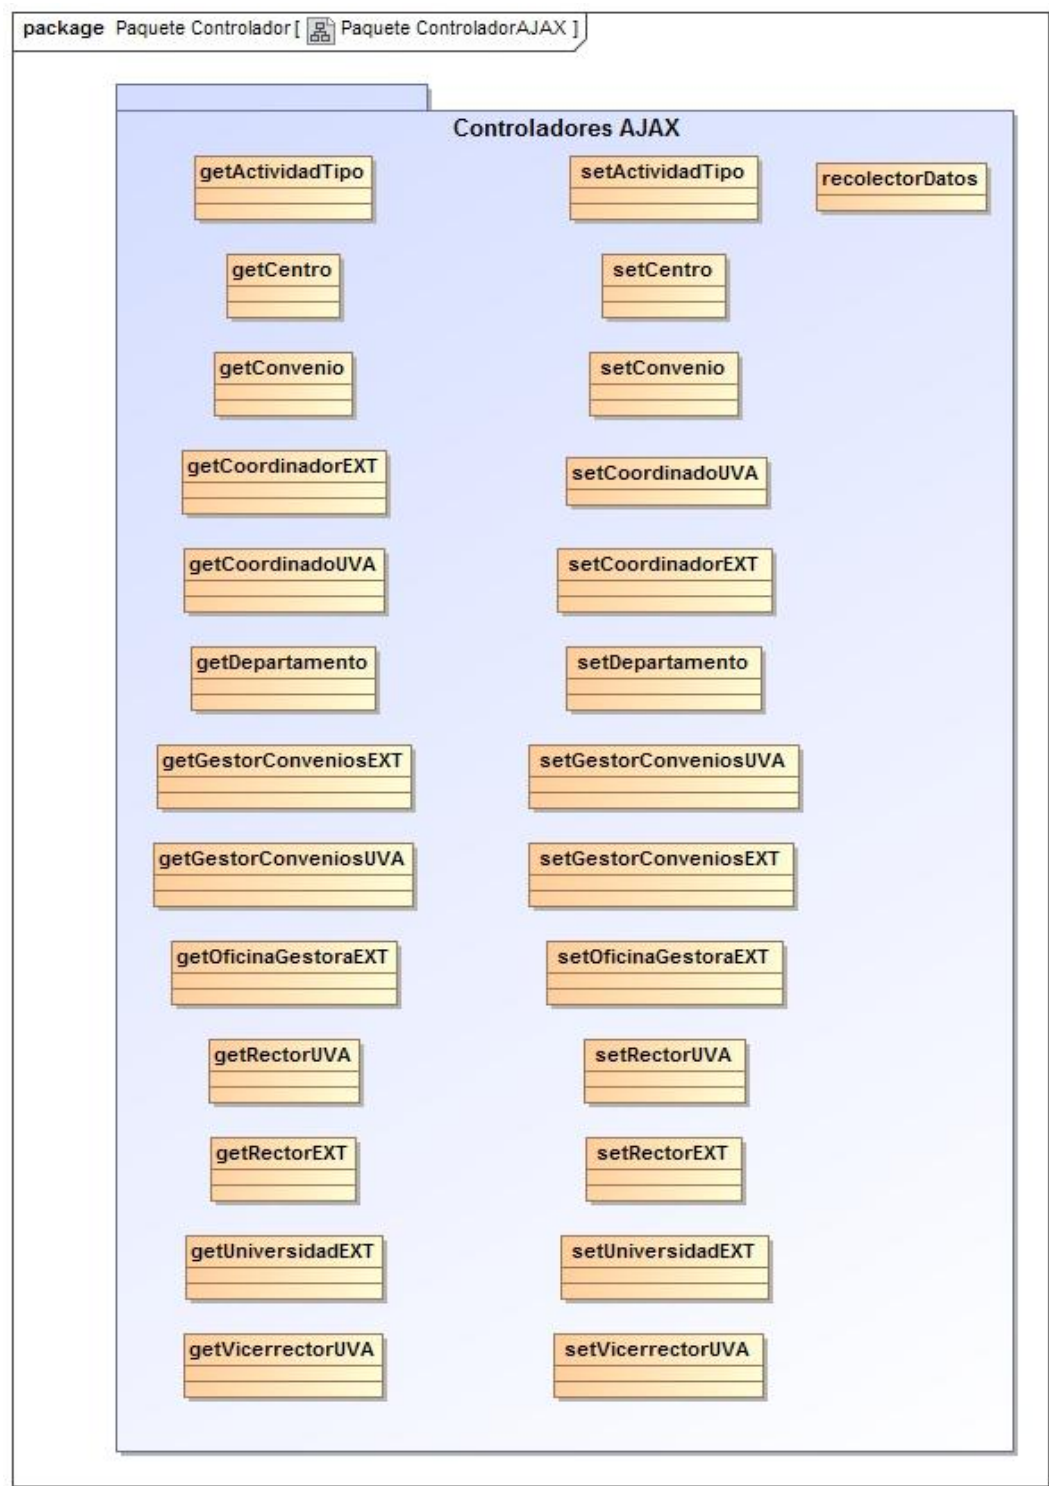 package Paquete Controlador [ Paquete ControladorAJAX ]
Controladores AJAX
getActividadTipo
setActividadTipo
recolectorDatos
getCentro
setCentro
getConvenio
setConvenio
getCoordinadorEXT
setCoordinadoUVA
getCoordinadoUVA
setCoordinadorEXT
getDepartamento
setDepartamento
getGestorConveniosEXT
setGestorConveniosUVA
getGestorConveniosUVA
setGestorConveniosEXT
getOficinaGestoraEXT
setOficinaGestoraEXT
getRectorUVA
setRectorUVA
getRectorEXT
setRectorEXT
getUniversidadEXT
setUniversidadEXT
getVicerrectorUVA
setVicerrectorUVA